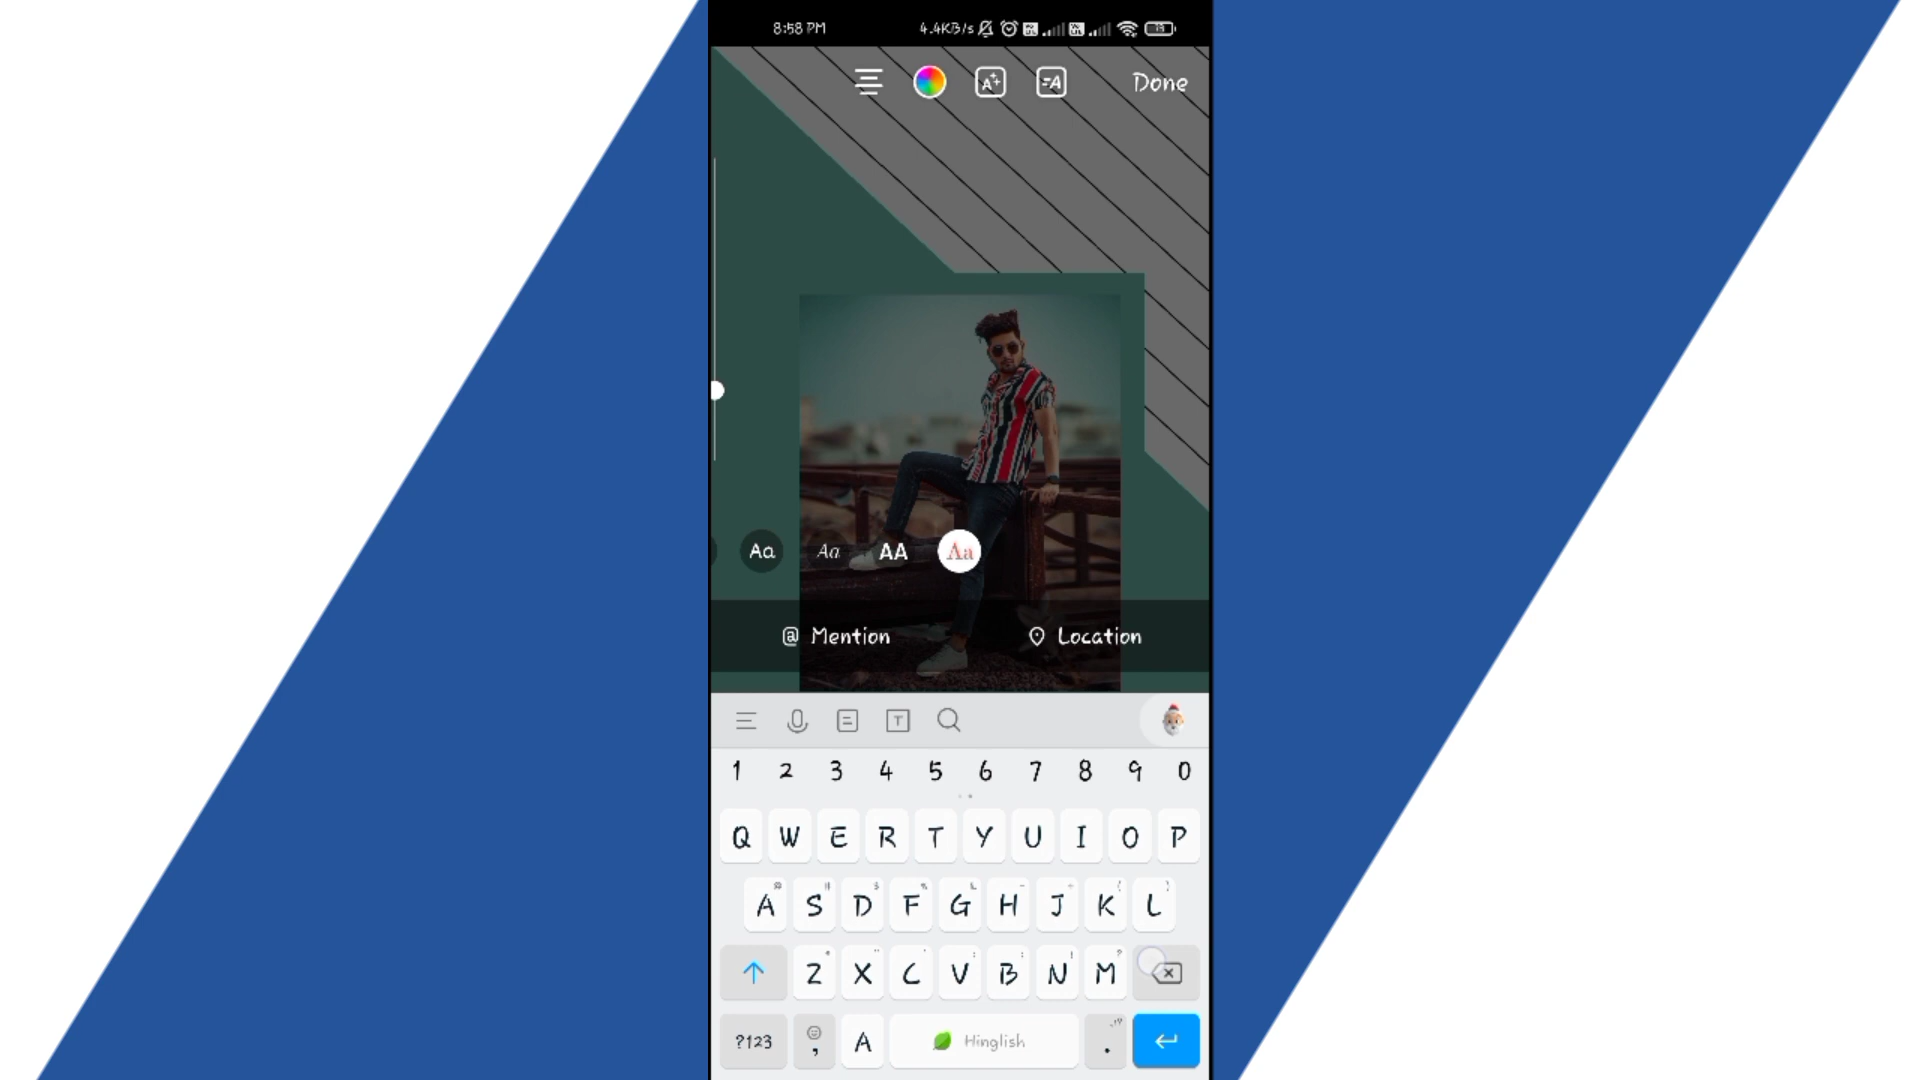 8:58 PM 4.4KB/s
Done
Aa Aa AA Aa
@ Mention Location
1 2 3 4 5 6 7 8 9 0
Q W E R T Y U I O P
A S D F G H J K L
Z X C V B N M
?123 , A Hinglish .